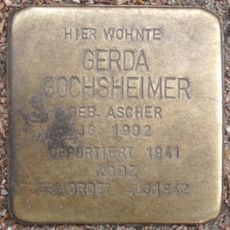 HIER WOHNTE
GERDA
GOCHSHEIMER
GEB. ASCHER
JG. 1902
DEPORTIERT 1941
LODZ
ERMORDET